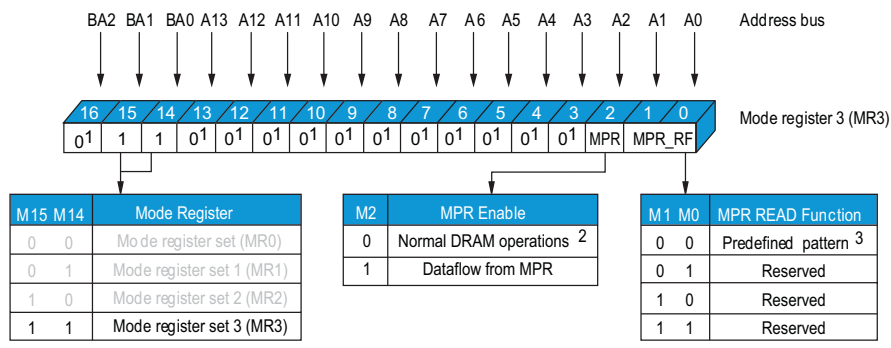 BA2 BA1 BA0 A13 A12 A11 A10 A9 A8 A7 A6 A5 A4 A3 A2 A1 A0 Address bus
16 15 14 13 12 11 10 9 8 7 6 5 4 3 2 1 0
Mode register 3 (MR3)
0¹ 1 1 0¹ 0¹ 0¹ 0¹ 0¹ 0¹ 0¹ 0¹ 0¹ 0¹ 0¹ MPR MPR_RF
M15 M14 Mode Register
0 0 Mode register set (MR0)
0 1 Mode register set 1 (MR1)
1 0 Mode register set 2 (MR2)
1 1 Mode register set 3 (MR3)
M2 MPR Enable
0 Normal DRAM operations ²
1 Dataflow from MPR
M1 M0 MPR READ Function
0 0 Predefined pattern ³
0 1 Reserved
1 0 Reserved
1 1 Reserved